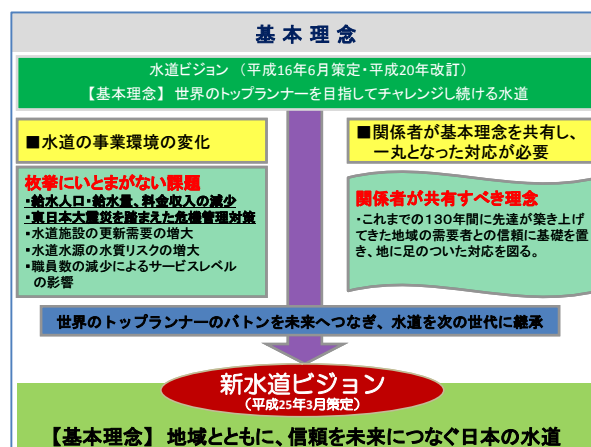 基本理念
水道ビジョン （平成16年6月策定・平成20年改訂）
【基本理念】 世界のトップランナーを目指してチャレンジし続ける水道
■水道の事業環境の変化
枚挙にいとまがない課題
・給水人口・給水量、料金収入の減少
・東日本大震災を踏まえた危機管理対策
・水道施設の更新需要の増大
・水道水源の水質リスクの増大
・職員数の減少によるサービスレベル
の影響
■関係者が基本理念を共有し、
一丸となった対応が必要
関係者が共有すべき理念
・これまでの130年間に先達が築き上げ
てきた地域の需要者との信頼に基礎を置
き、地に足のついた対応を図る。
世界のトップランナーのバトンを未来へつなぎ、水道を次の世代に継承
新水道ビジョン
（平成25年3月策定）
【基本理念】 地域とともに、信頼を未来につなぐ日本の水道